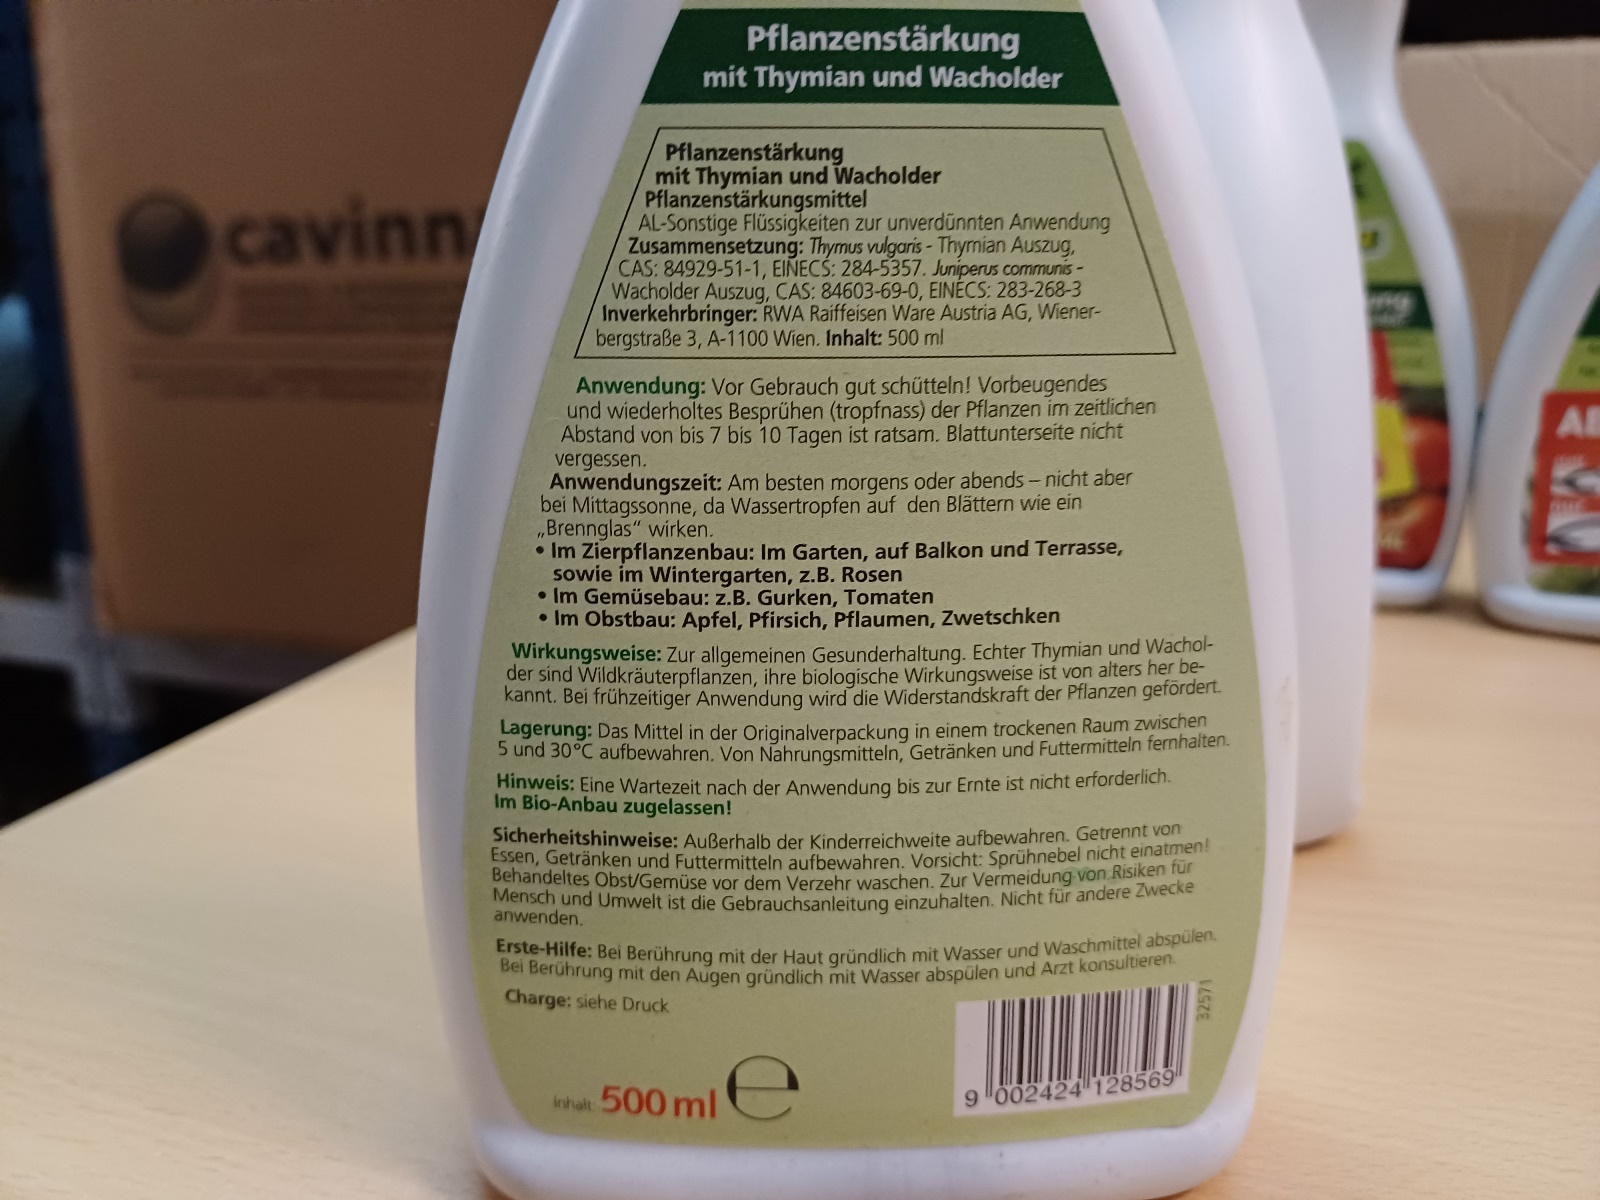 Pflanzenstärkung
mit Thymian und Wacholder
Pflanzenstärkung
mit Thymian und Wacholder
Pflanzenstärkungsmittel
AL-Sonstige Flüssigkeiten zur unverdünnten Anwendung
Zusammensetzung: Thymus vulgaris - Thymian Auszug,
CAS: 84929-51-1, EINECS: 284-5357. Juniperus communis -
Wacholder Auszug, CAS: 84603-69-0, EINECS: 283-268-3
Inverkehrbringer: RWA Raiffeisen Ware Austria AG, Wiener-
bergstraße 3, A-1100 Wien. Inhalt: 500 ml
Anwendung: Vor Gebrauch gut schütteln! Vorbeugendes
und wiederholtes Besprühen (tropfnass) der Pflanzen im zeitlichen
Abstand von bis 7 bis 10 Tagen ist ratsam. Blattunterseite nicht
vergessen.
Anwendungszeit: Am besten morgens oder abends – nicht aber
bei Mittagssonne, da Wassertropfen auf den Blättern wie ein
„Brennglas“ wirken.
• Im Zierpflanzenbau: Im Garten, auf Balkon und Terrasse,
sowie im Wintergarten, z.B. Rosen
• Im Gemüsebau: z.B. Gurken, Tomaten
• Im Obstbau: Apfel, Pfirsich, Pflaumen, Zwetschken
Wirkungsweise: Zur allgemeinen Gesunderhaltung. Echter Thymian und Wachol-
der sind Wildkräuterpflanzen, ihre biologische Wirkungsweise ist von alters her be-
kannt. Bei frühzeitiger Anwendung wird die Widerstandskraft der Pflanzen gefördert.
Lagerung: Das Mittel in der Originalverpackung in einem trockenen Raum zwischen
5 und 30°C aufbewahren. Von Nahrungsmitteln, Getränken und Futtermitteln fernhalten.
Hinweis: Eine Wartezeit nach der Anwendung bis zur Ernte ist nicht erforderlich.
Im Bio-Anbau zugelassen!
Sicherheitshinweise: Außerhalb der Kinderreichweite aufbewahren. Getrennt von
Essen, Getränken und Futtermitteln aufbewahren. Vorsicht: Sprühnebel nicht einatmen!
Behandeltes Obst/Gemüse vor dem Verzehr waschen. Zur Vermeidung von Risiken für
Mensch und Umwelt ist die Gebrauchsanleitung einzuhalten. Nicht für andere Zwecke
anwenden.
Erste-Hilfe: Bei Berührung mit der Haut gründlich mit Wasser und Waschmittel abspülen.
Bei Berührung mit den Augen gründlich mit Wasser abspülen und Arzt konsultieren.
Charge: siehe Druck
Inhalt: 500 ml e
9 002424 128569
32571
cavinn